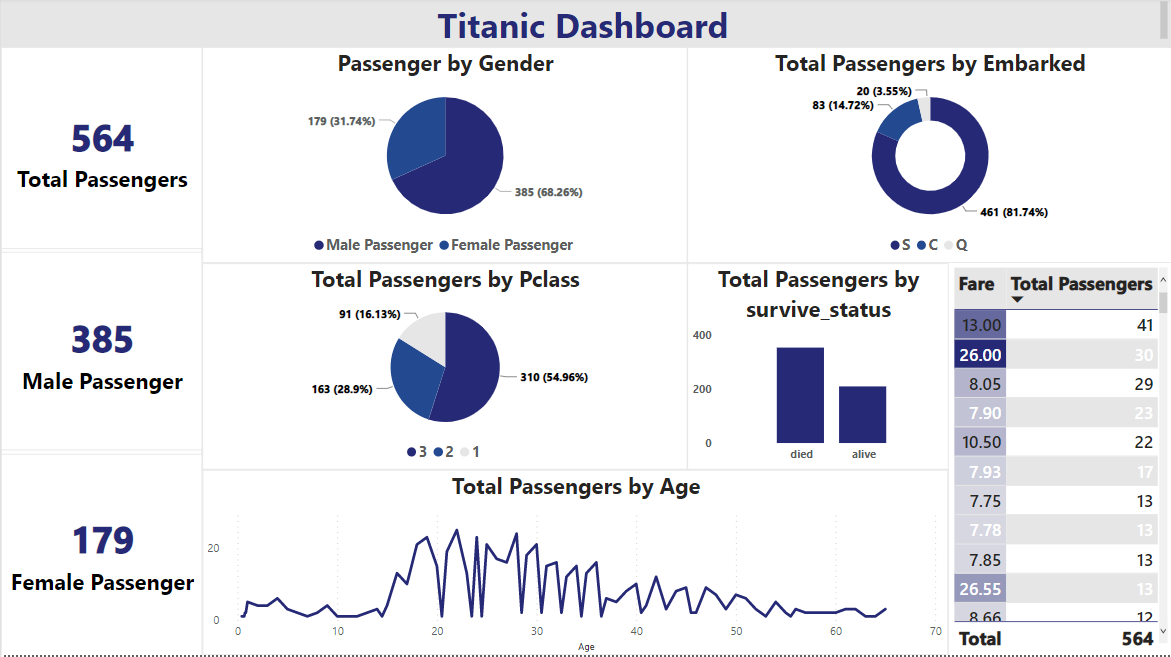 Titanic Dashboard
564
Total Passengers
385
Male Passenger
179
Female Passenger
Passenger by Gender
179 (31.74%)
385 (68.26%)
Male Passenger Female Passenger
Total Passengers by Embarked
20 (3.55%)
83 (14.72%)
461 (81.74%)
S C Q
Total Passengers by Pclass
91 (16.13%)
163 (28.9%)
310 (54.96%)
3 2 1
Total Passengers by
survive_status
400
200
0
died alive
Fare Total Passengers
13.00 41
26.00 30
8.05 29
7.90 23
10.50 22
7.93 17
7.75 13
7.78 13
7.85 13
26.55 13
8.66 12
Total 564
Total Passengers by Age
20
0
0 10 20 30 40 50 60 70
Age